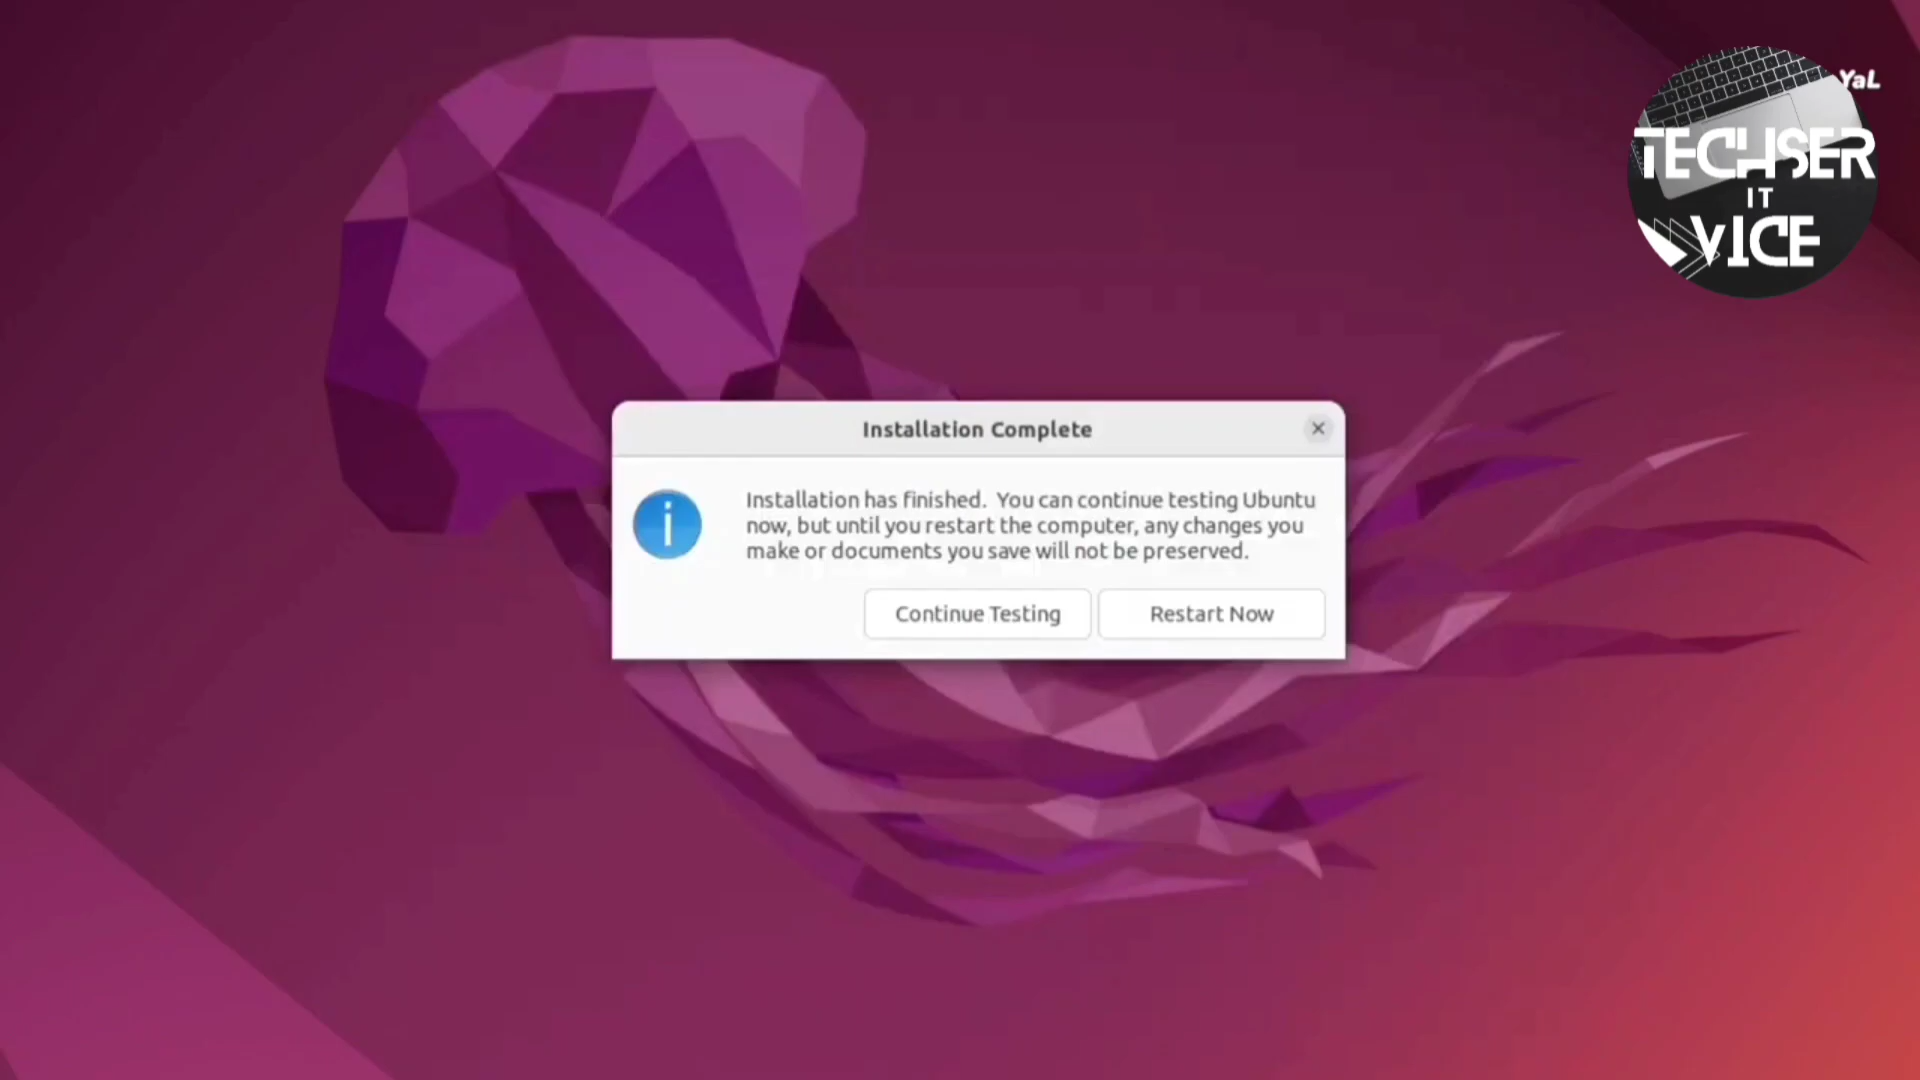 YaL
TECHSER
IT
VICE
Installation Complete
Installation has finished. You can continue testing Ubuntu
now, but until you restart the computer, any changes you
make or documents you save will not be preserved.
Continue Testing
Restart Now